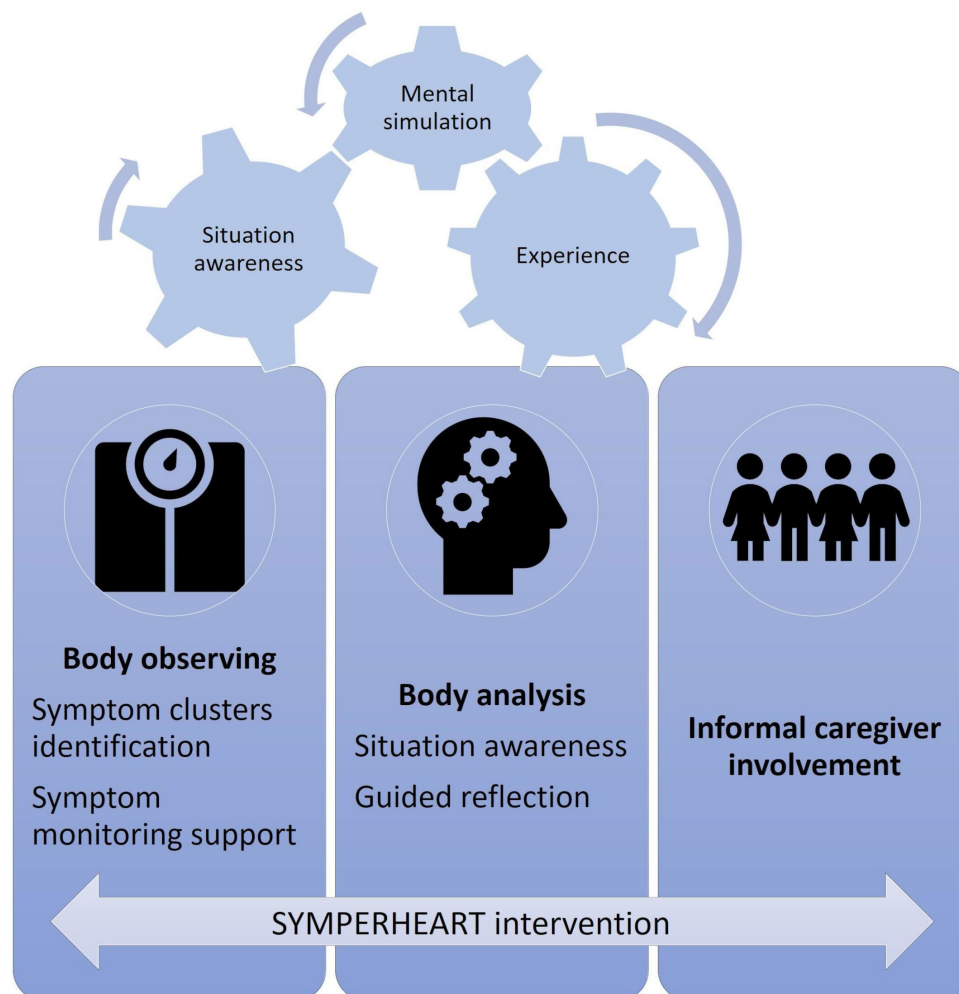 Mental
simulation
Situation
awareness
Experience
Body observing
Symptom clusters
identification
Symptom
monitoring support
Body analysis
Situation awareness
Guided reflection
Informal caregiver
involvement
SYMPERHEART intervention